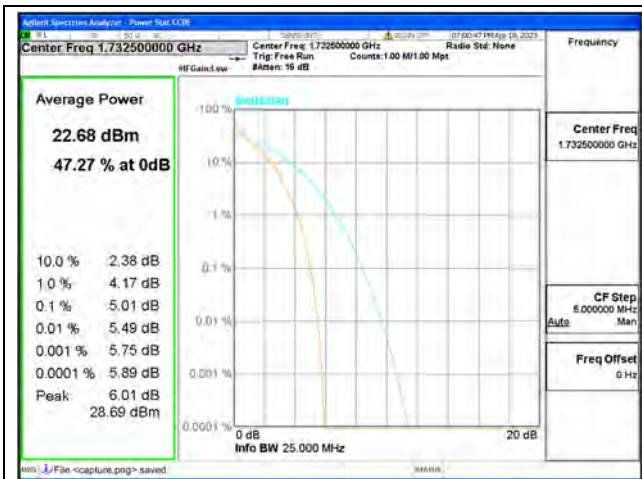 Agilent Spectrum Analyzer - Power Stat CCDF
Center Freq 1.732500000 GHz
Center Freq: 1.732500000 GHz
Trig: Free Run
Counts:1.00 M/1.00 Mpt
#IFGain:Low
#Atten: 16 dB
Radio Std: None
Frequency
Average Power
22.68 dBm
47.27 % at 0dB
10.0 % 2.38 dB
1.0 % 4.17 dB
0.1 % 5.01 dB
0.01 % 5.49 dB
0.001 % 5.75 dB
0.0001 % 5.89 dB
Peak 6.01 dB
28.69 dBm
Gaussian
100 %
10 %
1 %
0.1 %
0.01 %
0.001 %
0.0001 %
0 dB
20 dB
Info BW 25.000 MHz
Center Freq
1.732500000 GHz
CF Step
5.000000 MHz
Auto Man
Freq Offset
0 Hz
MSG File <capture.png> saved
STATUS